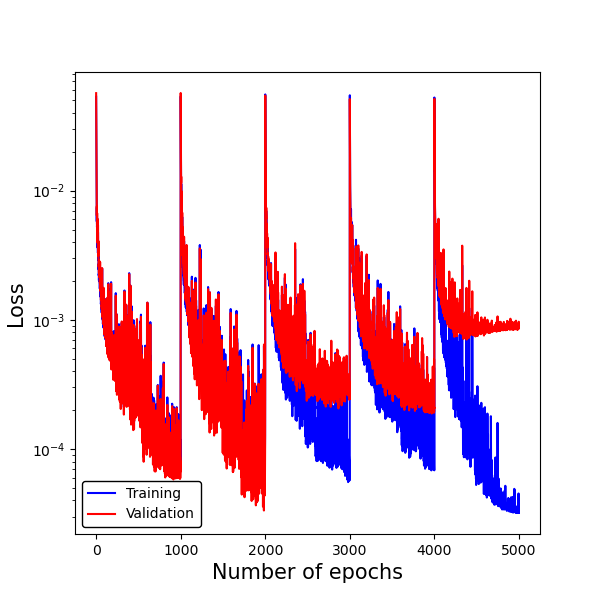 Loss
10⁻²
10⁻³
10⁻⁴
Training
Validation
0 1000 2000 3000 4000 5000
Number of epochs